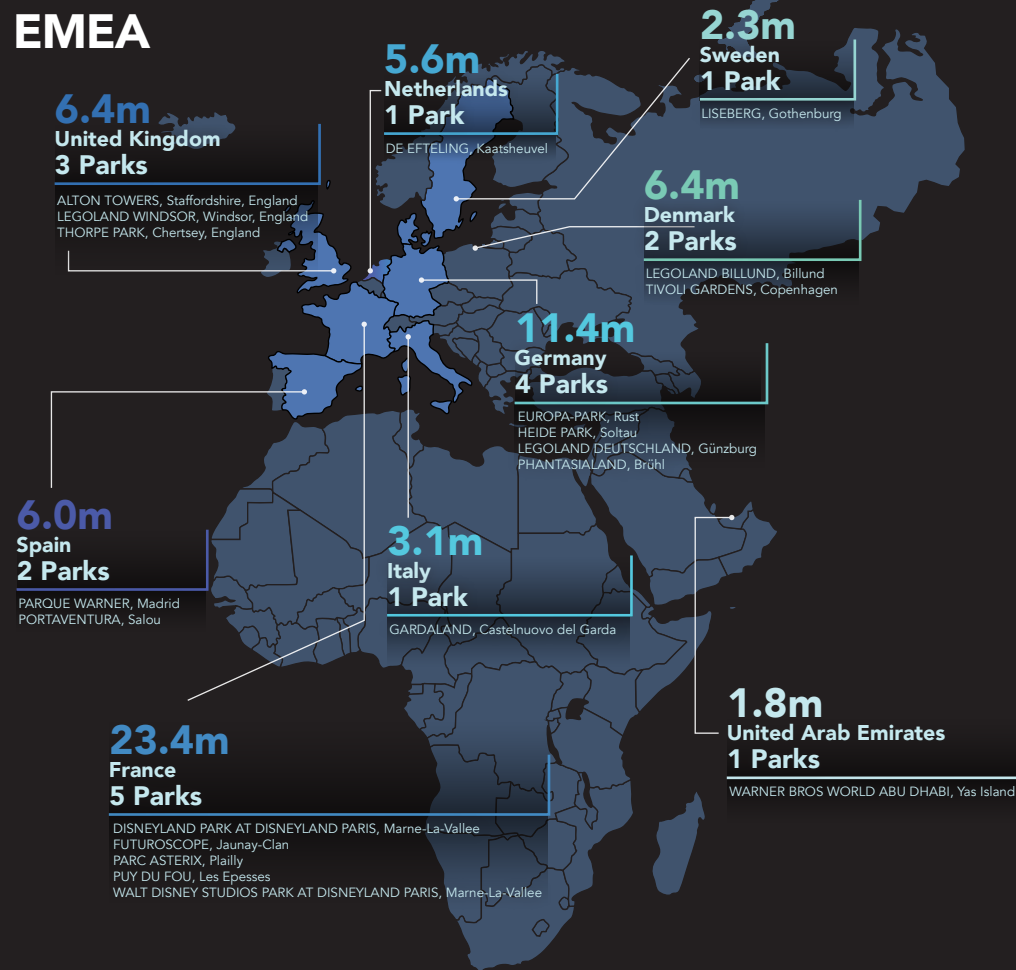 EMEA
6.4m
United Kingdom
3 Parks
ALTON TOWERS, Staffordshire, England
LEGOLAND WINDSOR, Windsor, England
THORPE PARK, Chertsey, England
5.6m
Netherlands
1 Park
DE EFTELING, Kaatsheuvel
2.3m
Sweden
1 Park
LISEBERG, Gothenburg
6.4m
Denmark
2 Parks
LEGOLAND BILLUND, Billund
TIVOLI GARDENS, Copenhagen
11.4m
Germany
4 Parks
EUROPA-PARK, Rust
HEIDE PARK, Soltau
LEGOLAND DEUTSCHLAND, Günzburg
PHANTASIALAND, Brühl
6.0m
Spain
2 Parks
PARQUE WARNER, Madrid
PORTAVENTURA, Salou
3.1m
Italy
1 Park
GARDALAND, Castelnuovo del Garda
23.4m
France
5 Parks
DISNEYLAND PARK AT DISNEYLAND PARIS, Marne-La-Vallee
FUTUROSCOPE, Jaunay-Clan
PARC ASTERIX, Plailly
PUY DU FOU, Les Epesses
WALT DISNEY STUDIOS PARK AT DISNEYLAND PARIS, Marne-La-Vallee
1.8m
United Arab Emirates
1 Parks
WARNER BROS WORLD ABU DHABI, Yas Island